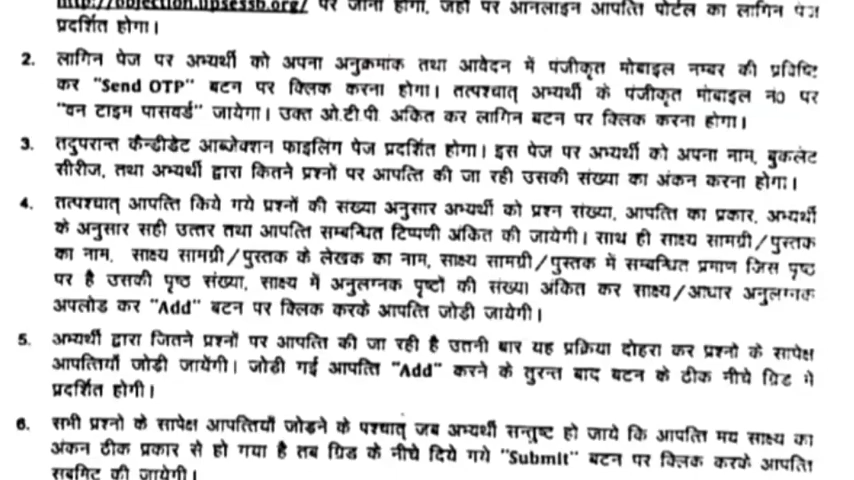 http://objection.upsessb.org/ पर जाना होगा, जहाँ पर आनलाइन आपत्ति पोर्टल का लागिन पेज
प्रदर्शित होगा।
2. लागिन पेज पर अभ्यर्थी को अपना अनुक्रमांक तथा आवेदन में पंजीकृत मोबाइल नम्बर की प्रविष्टि
कर "Send OTP" बटन पर क्लिक करना होगा। तत्पश्चात् अभ्यर्थी के पंजीकृत मोबाइल नं0 पर
"वन टाइम पासवर्ड" जायेगा। उक्त ओ.टी.पी. अंकित कर लागिन बटन पर क्लिक करना होगा।
3. तदुपरान्त कैन्डीडेट आब्जेक्शन फाइलिंग पेज प्रदर्शित होगा। इस पेज पर अभ्यर्थी को अपना नाम, बुकलेट
सीरीज, तथा अभ्यर्थी द्वारा कितने प्रश्नों पर आपत्ति की जा रही उसकी संख्या का अंकन करना होगा।
4. तत्पश्चात् आपत्ति किये गये प्रश्नों की संख्या अनुसार अभ्यर्थी को प्रश्न संख्या, आपत्ति का प्रकार, अभ्यर्थी
के अनुसार सही उत्तर तथा आपत्ति सम्बन्धित टिप्पणी अंकित की जायेगी। साथ ही साक्ष्य सामग्री/पुस्तक
का नाम, साक्ष्य सामग्री/पुस्तक के लेखक का नाम, साक्ष्य सामग्री/पुस्तक में सम्बन्धित प्रमाण जिस पृष्ठ
पर है उसकी पृष्ठ संख्या, साक्ष्य में अनुलग्नक पृष्टों की संख्या अंकित कर साक्ष्य/आधार अनुलग्नक
अपलोड कर "Add" बटन पर क्लिक करके आपत्ति जोड़ी जायेगी।
5. अभ्यर्थी द्वारा जितने प्रश्नों पर आपत्ति की जा रही है उतनी बार यह प्रक्रिया दोहरा कर प्रश्नो के सापेक्ष
आपत्तियाँ जोडी जायेंगी। जोडी गई आपत्ति "Add" करने के तुरन्त बाद बटन के ठीक नीचे ग्रिड में
प्रदर्शित होगी।
6. सभी प्रश्नो के सापेक्ष आपत्तियाँ जोड़ने के पश्चात् जब अभ्यर्थी सन्तुष्ट हो जाये कि आपत्ति मय साक्ष्य का
अंकन ठीक प्रकार से हो गया है तब ग्रिड के नीचे दिये गये "Submit" बटन पर क्लिक करके आपत्ति
सबमिट की जायेगी।